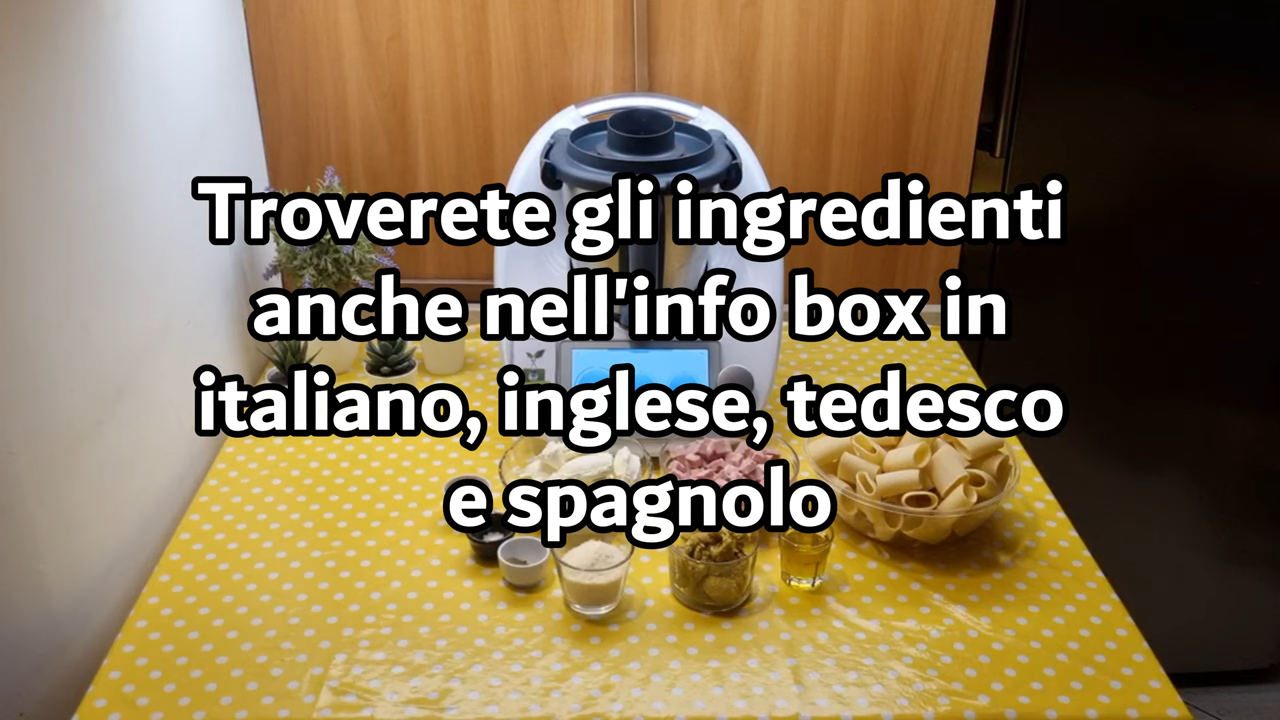 Troverete gli ingredienti
anche nell'info box in
italiano, inglese, tedesco
e spagnolo